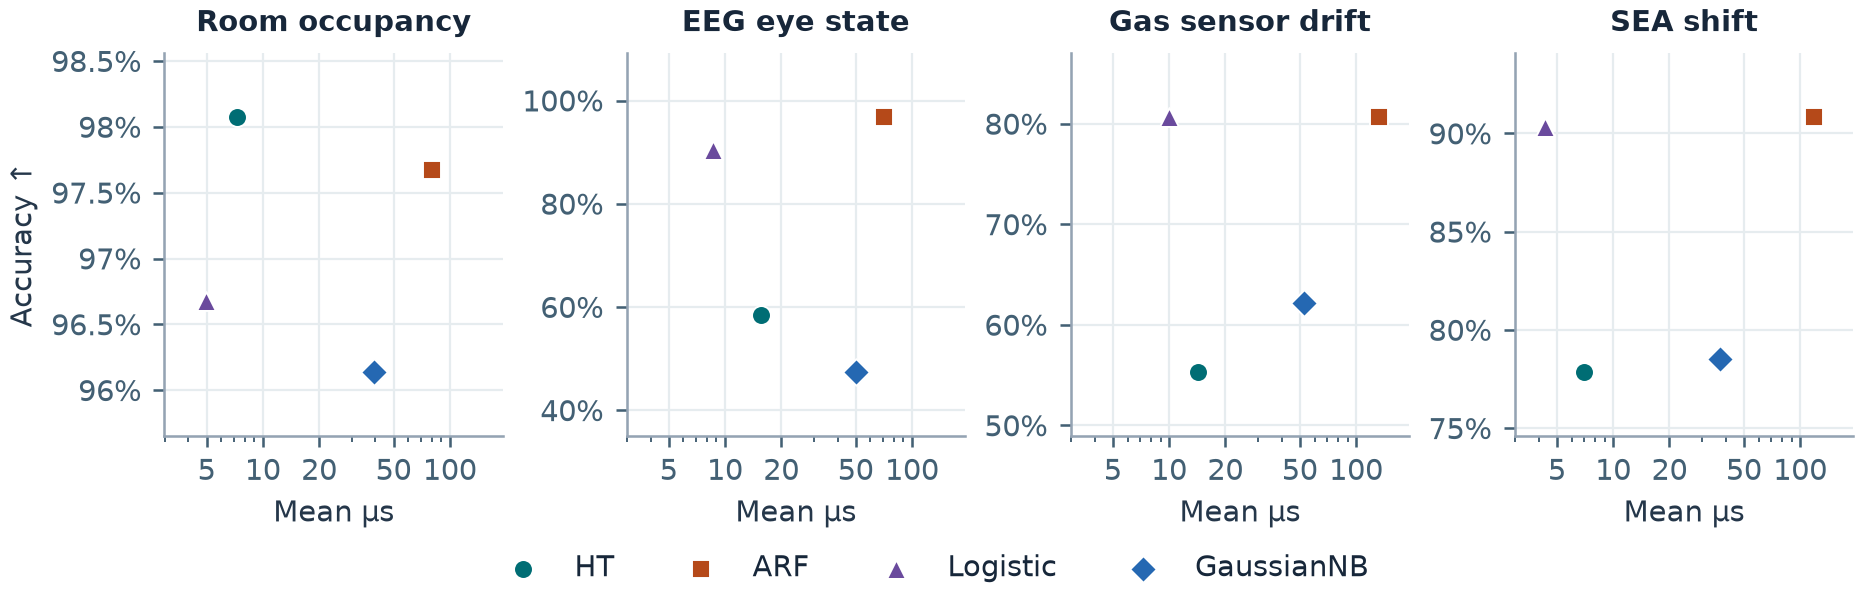 Room occupancy
EEG eye state
Gas sensor drift
SEA shift
Accuracy ↑
98.5%
98%
97.5%
97%
96.5%
96%
5 10 20 50 100
Mean µs
100%
80%
60%
40%
5 10 20 50 100
Mean µs
80%
70%
60%
50%
5 10 20 50 100
Mean µs
90%
85%
80%
75%
5 10 20 50 100
Mean µs
HT ARF Logistic GaussianNB